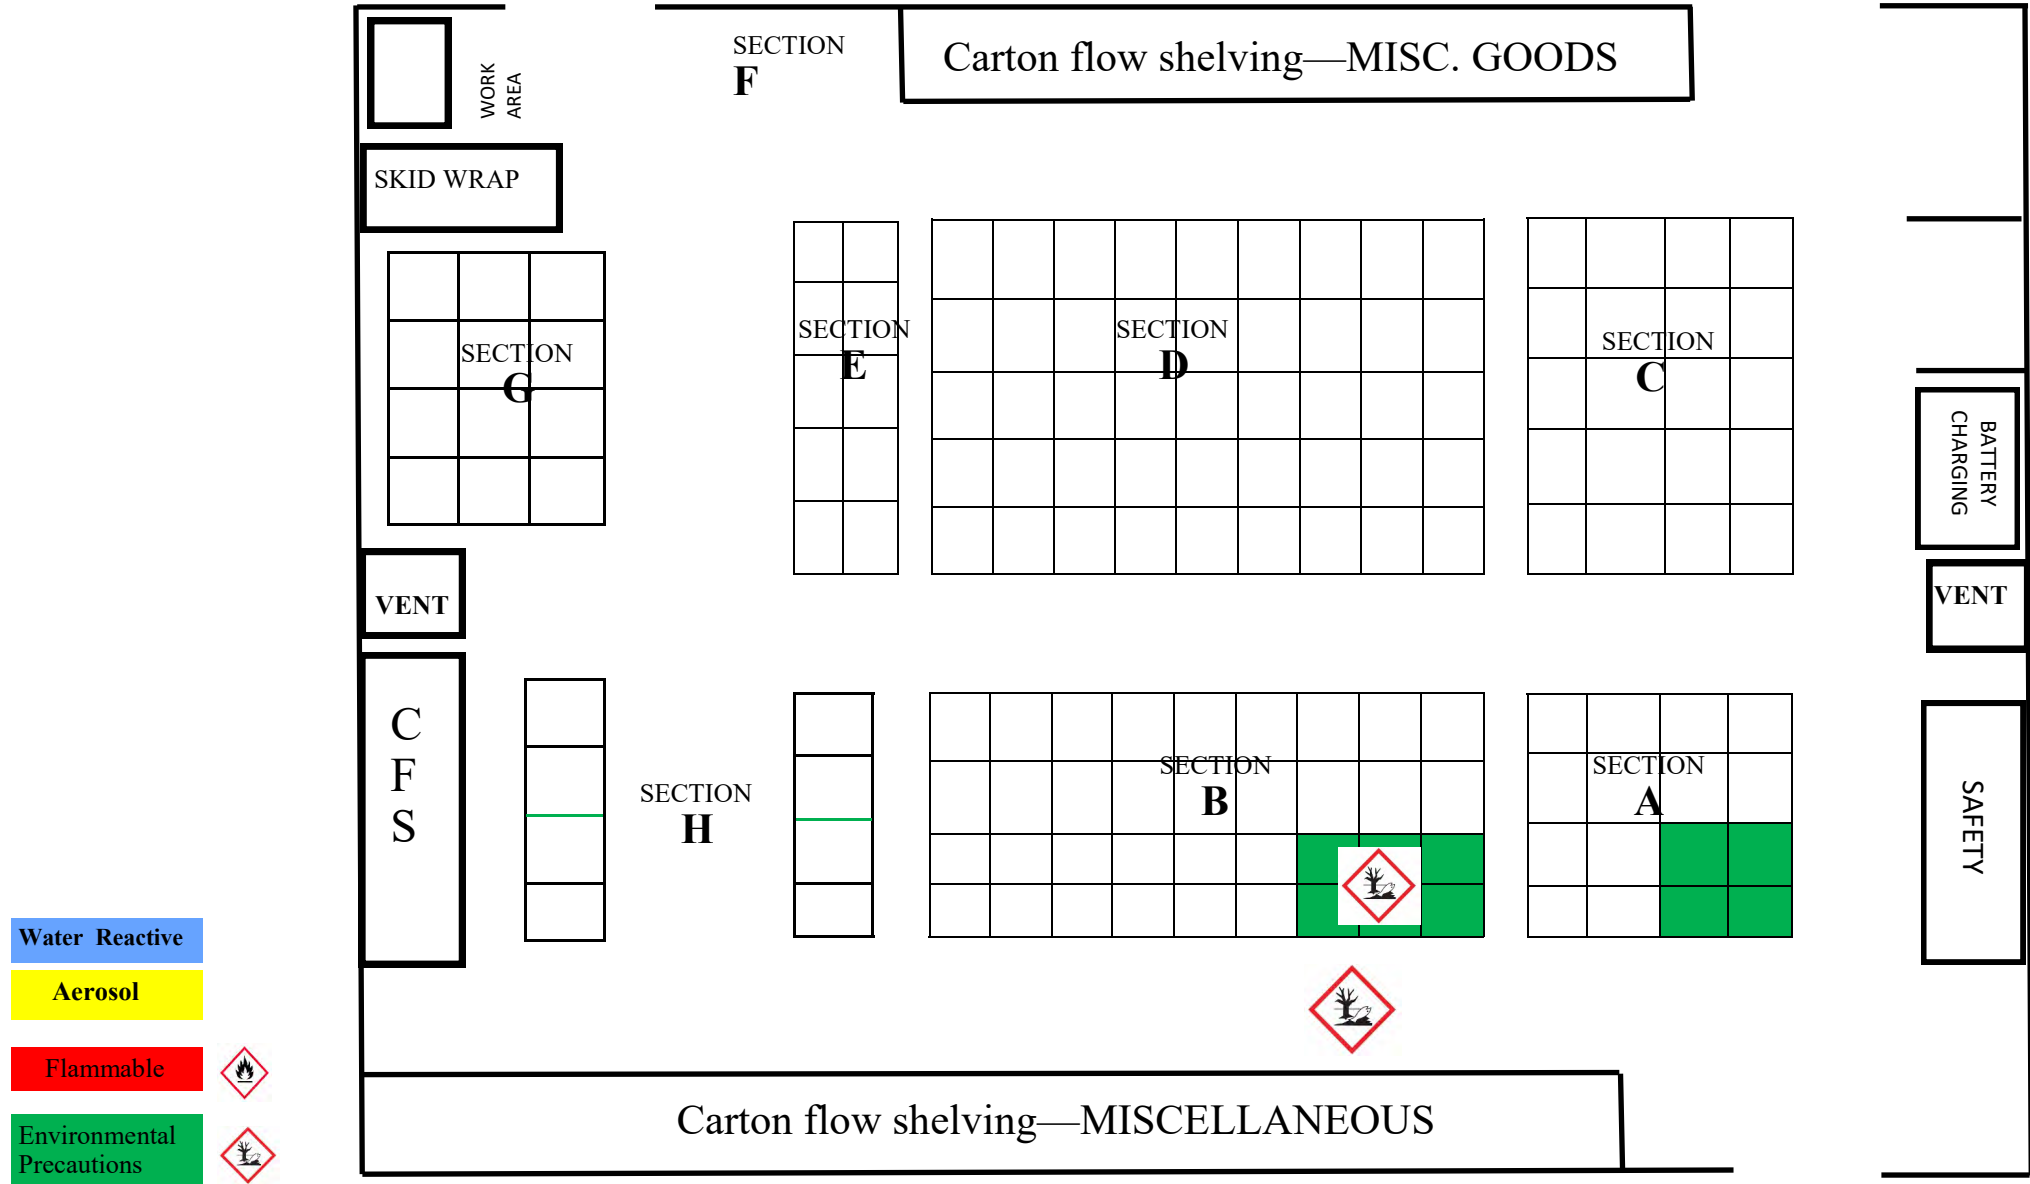 SECTION
F
Carton flow shelving—MISC. GOODS
WORK
AREA
SKID WRAP
SECTION
G
SECTION
E
SECTION
D
SECTION
C
BATTERY
CHARGING
VENT
VENT
C
F
S
SECTION
H
SECTION
B
SECTION
A
SAFETY
Water Reactive
Aerosol
Flammable
Environmental
Precautions
Carton flow shelving—MISCELLANEOUS